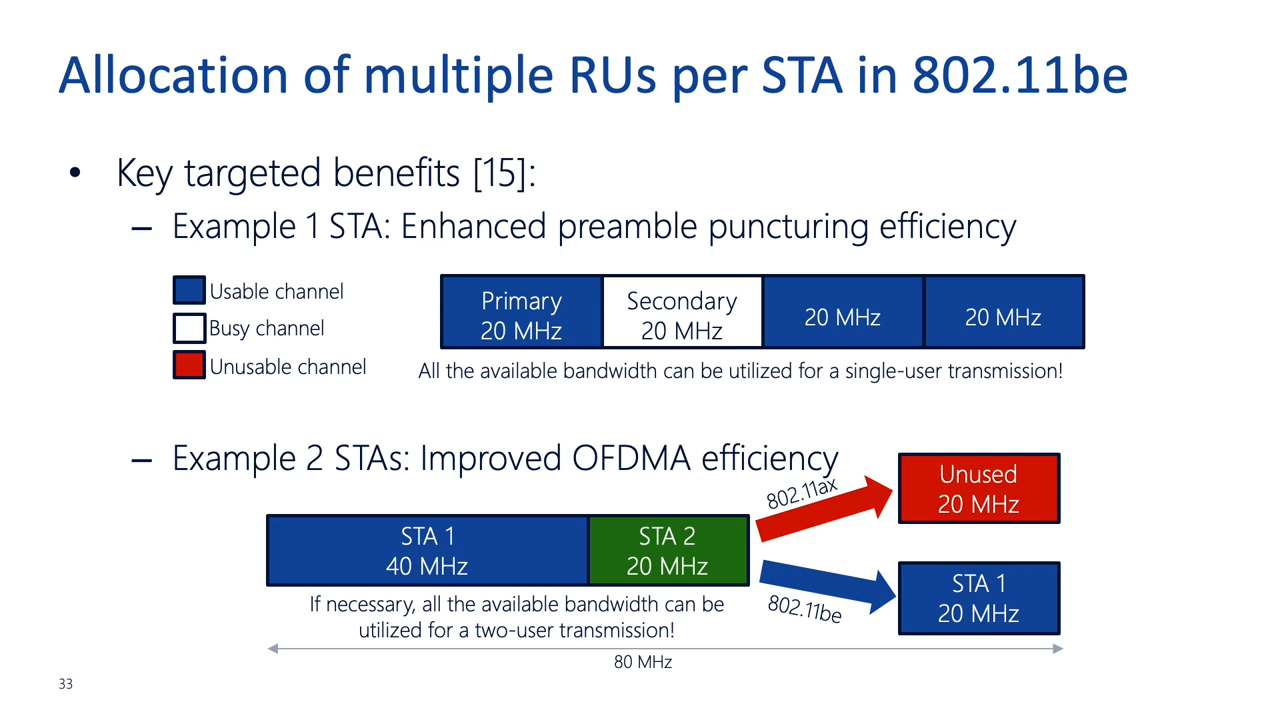 Allocation of multiple RUs per STA in 802.11be
• Key targeted benefits [15]:
– Example 1 STA: Enhanced preamble puncturing efficiency
Usable channel
Busy channel
Unusable channel
Primary
20 MHz
Secondary
20 MHz
20 MHz
20 MHz
All the available bandwidth can be utilized for a single-user transmission!
– Example 2 STAs: Improved OFDMA efficiency
STA 1
40 MHz
STA 2
20 MHz
802.11ax
Unused
20 MHz
802.11be
STA 1
20 MHz
If necessary, all the available bandwidth can be
utilized for a two-user transmission!
80 MHz
33